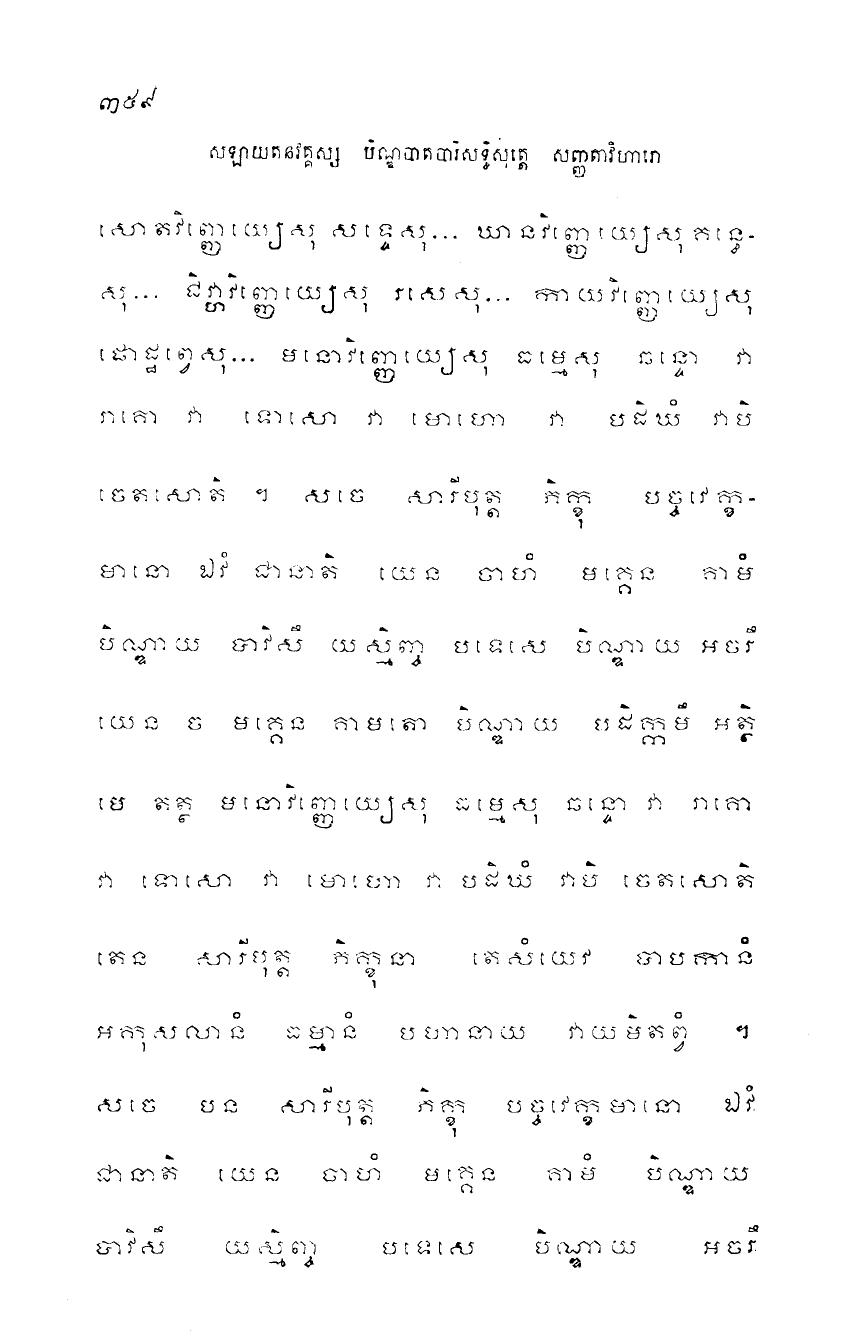 ៣៥៩
សឡាយតនវគ្គស្ស បិណ្ឌបាតបារិសទ្ធិសុត្តេ សញ្ញតាវិហារោ
សោតវិញ្ញេយ្យេសុ សទ្ទេសុ... ឃានវិញ្ញេយ្យេសុ គន្ធេ-
សុ... ជិវ្ហាវិញ្ញេយ្យេសុ រសេសុ... កាយវិញ្ញេយ្យេសុ
ផោដ្ឋព្វេសុ... មនោវិញ្ញេយ្យេសុ ធម្មេសុ ឆន្ទោ វា
រាគោ វា ទោសោ វា មោហោ វា បដិឃំ វាបិ
ចេតសោតិ ។ សចេ សារីបុត្ត ភិក្ខុ បច្ចវេក្ខ-
មានោ ឯវំ ជានាតិ យេន ចាហំ មគ្គេន គាមំ
បិណ្ឌាយ បាវិសឹ យស្មិញ្ច បទេសេ បិណ្ឌាយ អចរឹ
យេន ច មគ្គេន គាមតោ បិណ្ឌាយ បដិក្កមឹ អត្ថិ
មេ តត្ថ មនោវិញ្ញេយ្យេសុ ធម្មេសុ ឆន្ទោ វា រាគោ
វា ទោសោ វា មោហោ វា បដិឃំ វាបិ ចេតសោតិ
តេន សារីបុត្ត ភិក្ខុនា តេសំយេវ បាបកានំ
អកុសលានំ ធម្មានំ បហានាយ វាយមិតព្វំ ។
សចេ បន សារីបុត្ត ភិក្ខុ បច្ចវេក្ខមានោ ឯវំ
ជានាតិ យេន ចាហំ មគ្គេន គាមំ បិណ្ឌាយ
បាវិសឹ យស្មិញ្ច បទេសេ បិណ្ឌាយ អចរឹ